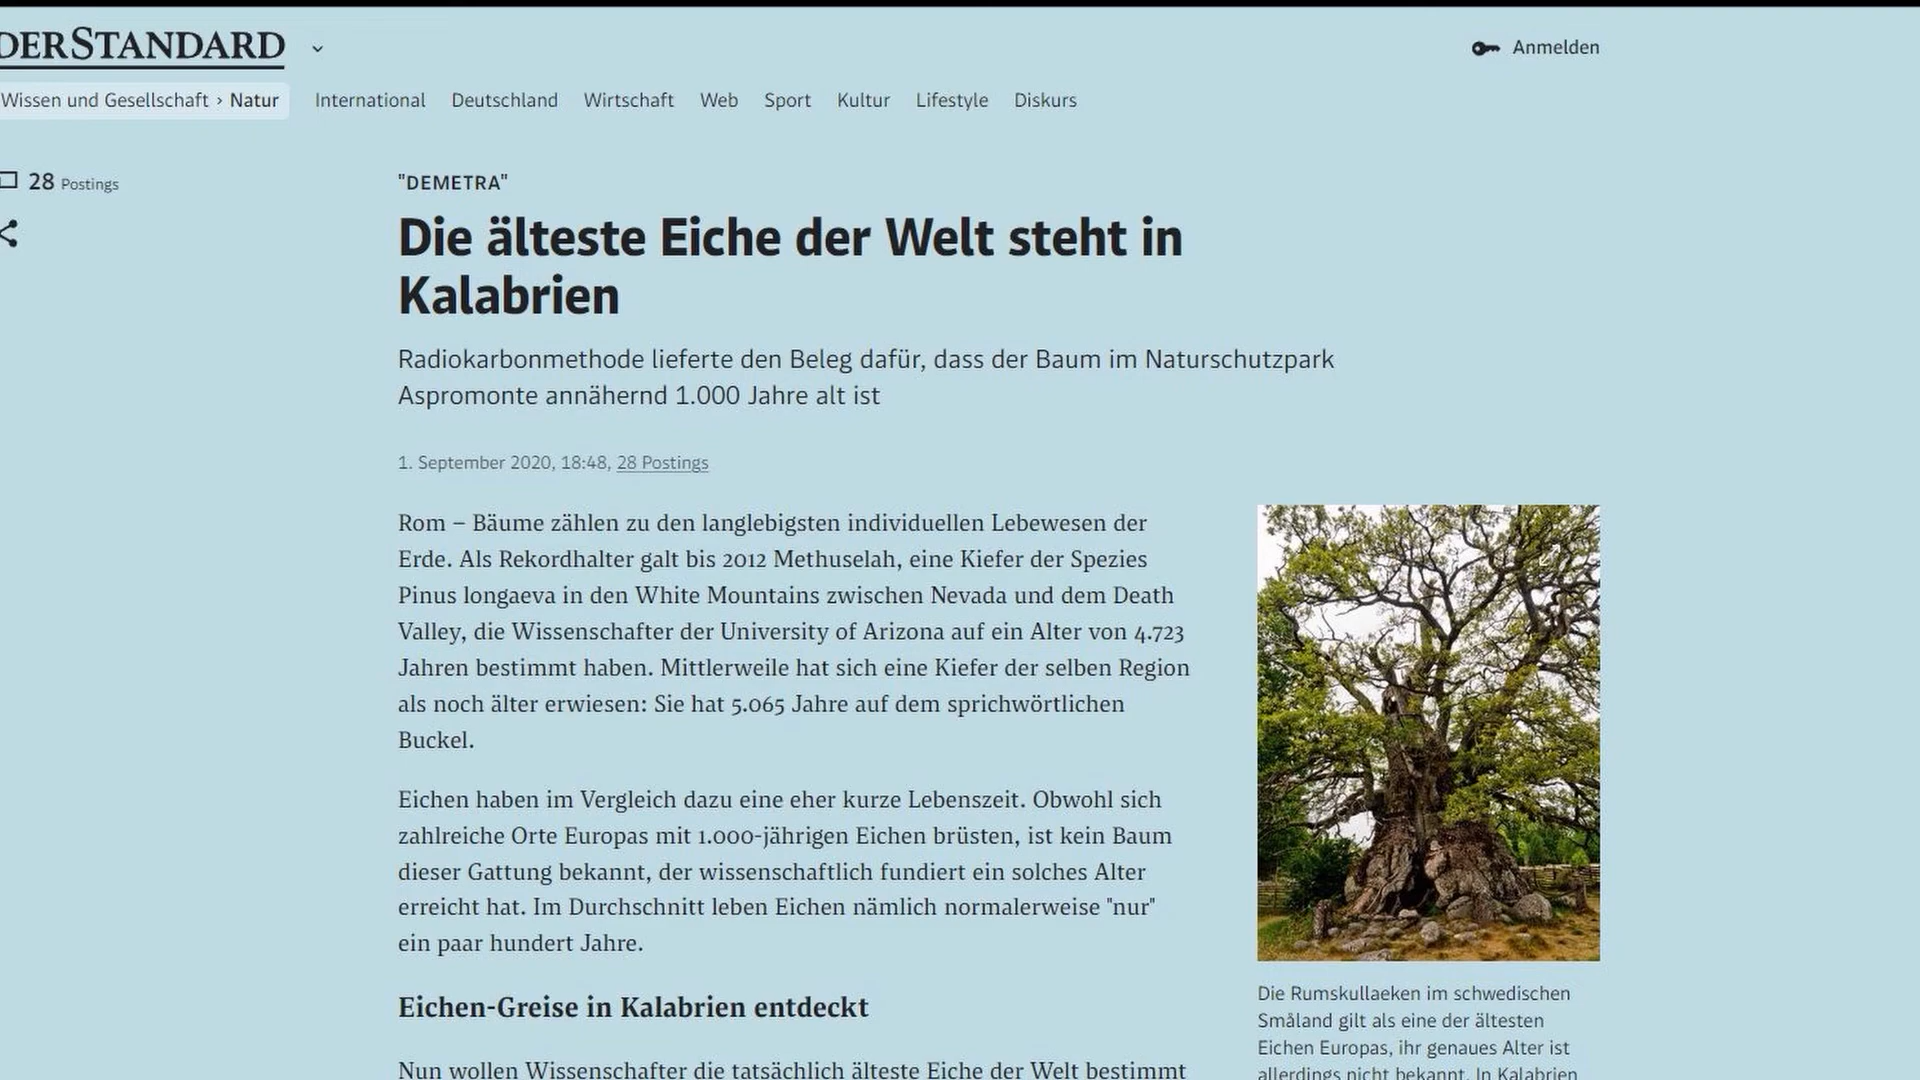 DERSTANDARD
Anmelden
Wissen und Gesellschaft › Natur International Deutschland Wirtschaft Web Sport Kultur Lifestyle Diskurs
28 Postings
"DEMETRA"
Die älteste Eiche der Welt steht in
Kalabrien
Radiokarbonmethode lieferte den Beleg dafür, dass der Baum im Naturschutzpark
Aspromonte annähernd 1.000 Jahre alt ist
1. September 2020, 18:48, 28 Postings
Rom – Bäume zählen zu den langlebigsten individuellen Lebewesen der
Erde. Als Rekordhalter galt bis 2012 Methuselah, eine Kiefer der Spezies
Pinus longaeva in den White Mountains zwischen Nevada und dem Death
Valley, die Wissenschafter der University of Arizona auf ein Alter von 4.723
Jahren bestimmt haben. Mittlerweile hat sich eine Kiefer der selben Region
als noch älter erwiesen: Sie hat 5.065 Jahre auf dem sprichwörtlichen
Buckel.
Eichen haben im Vergleich dazu eine eher kurze Lebenszeit. Obwohl sich
zahlreiche Orte Europas mit 1.000-jährigen Eichen brüsten, ist kein Baum
dieser Gattung bekannt, der wissenschaftlich fundiert ein solches Alter
erreicht hat. Im Durchschnitt leben Eichen nämlich normalerweise "nur"
ein paar hundert Jahre.
Eichen-Greise in Kalabrien entdeckt
Nun wollen Wissenschafter die tatsächlich älteste Eiche der Welt bestimmt
Die Rumskullaeken im schwedischen
Småland gilt als eine der ältesten
Eichen Europas, ihr genaues Alter ist
allerdings nicht bekannt. In Kalabrien